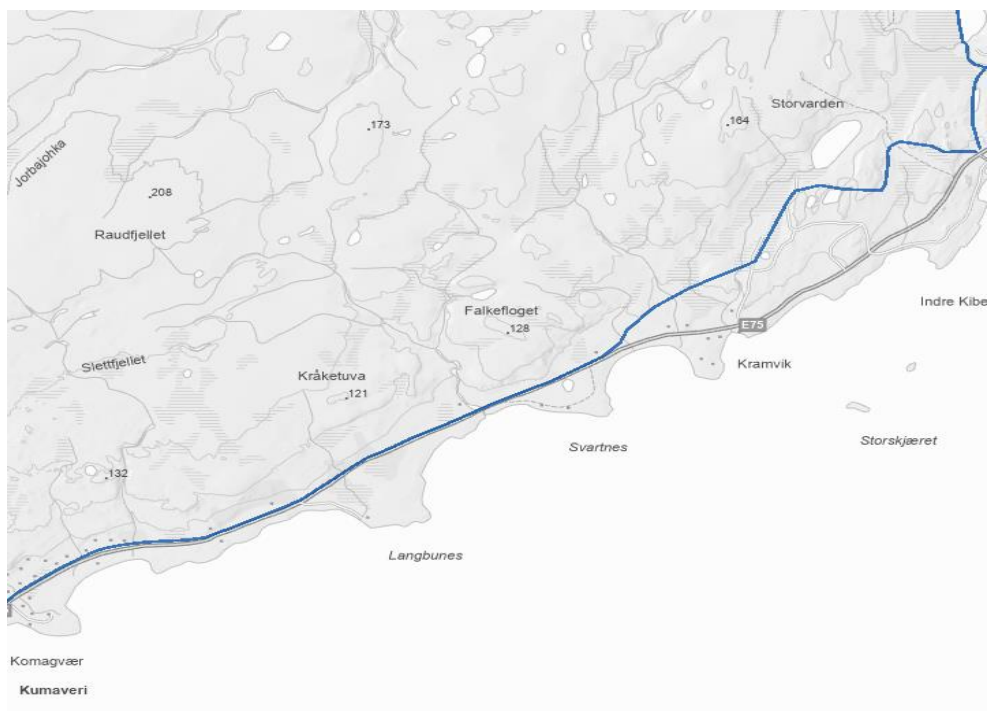 Storvarden
164
173
Jorbajohka
208
Raudfjellet
Indre Kibe
Falkefloget
128
E75
Slettfjellet
Kramvik
Kråketuva
121
Storskjæret
Svartnes
132
Langbunes
Komagvær
Kumaveri